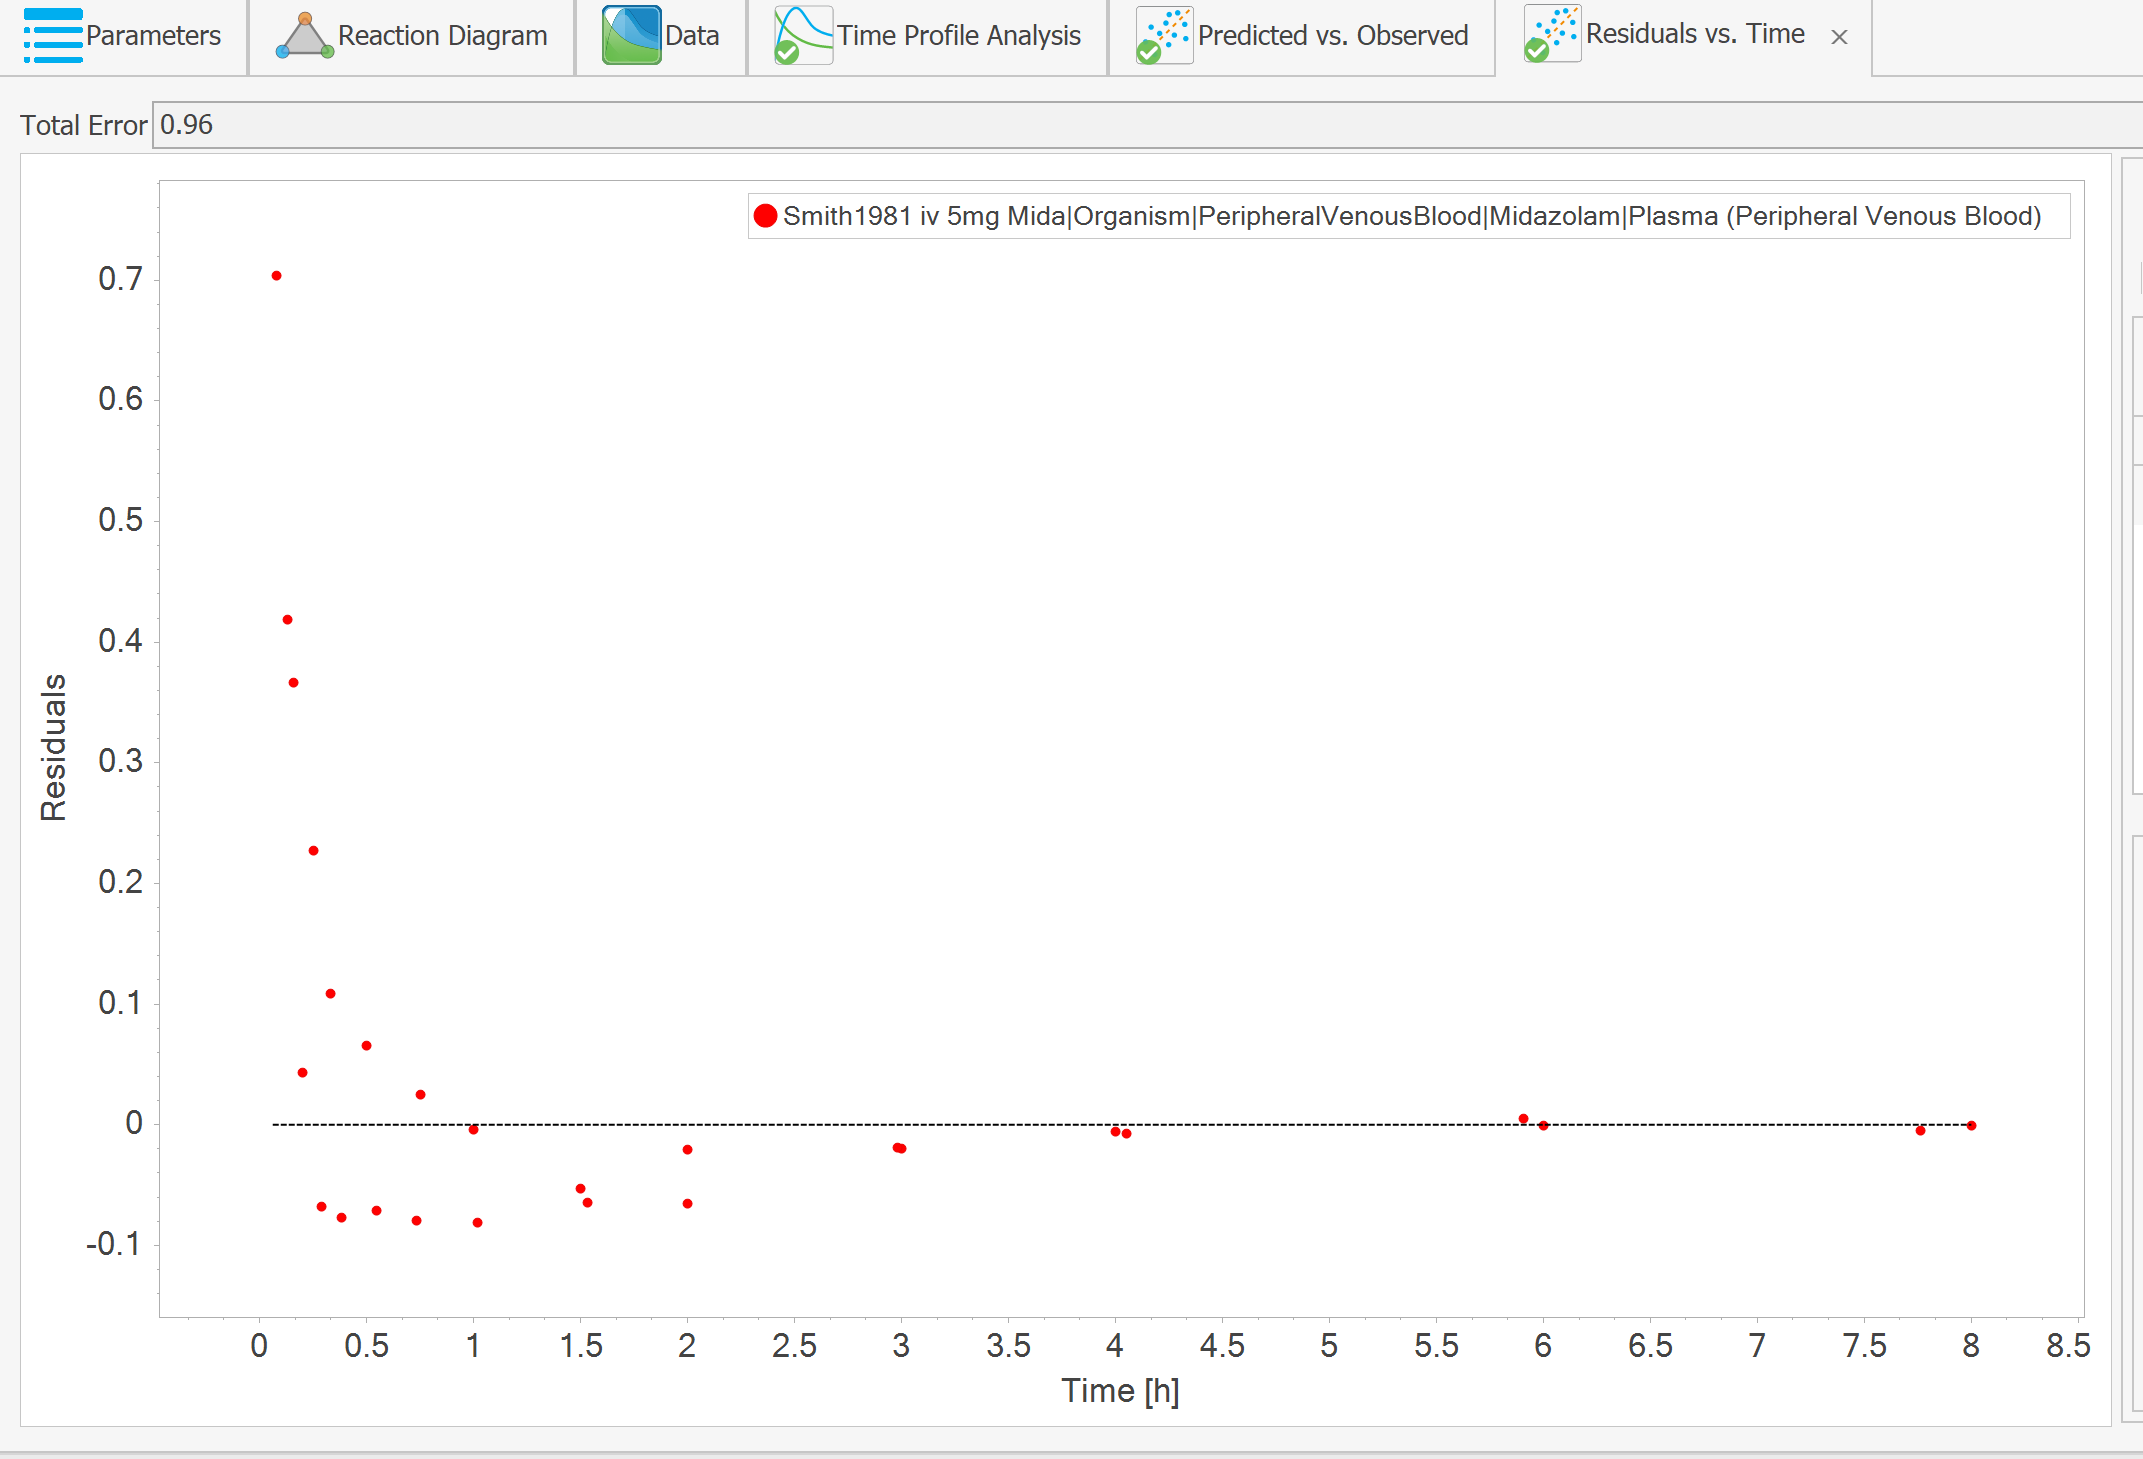 Parameters Reaction Diagram Data Time Profile Analysis Predicted vs. Observed Residuals vs. Time ×
Total Error 0.96
Smith1981 iv 5mg Mida|Organism|PeripheralVenousBlood|Midazolam|Plasma (Peripheral Venous Blood)
0.7
0.6
0.5
0.4
0.3
0.2
0.1
0
-0.1
Residuals
0 0.5 1 1.5 2 2.5 3 3.5 4 4.5 5 5.5 6 6.5 7 7.5 8 8.5
Time [h]